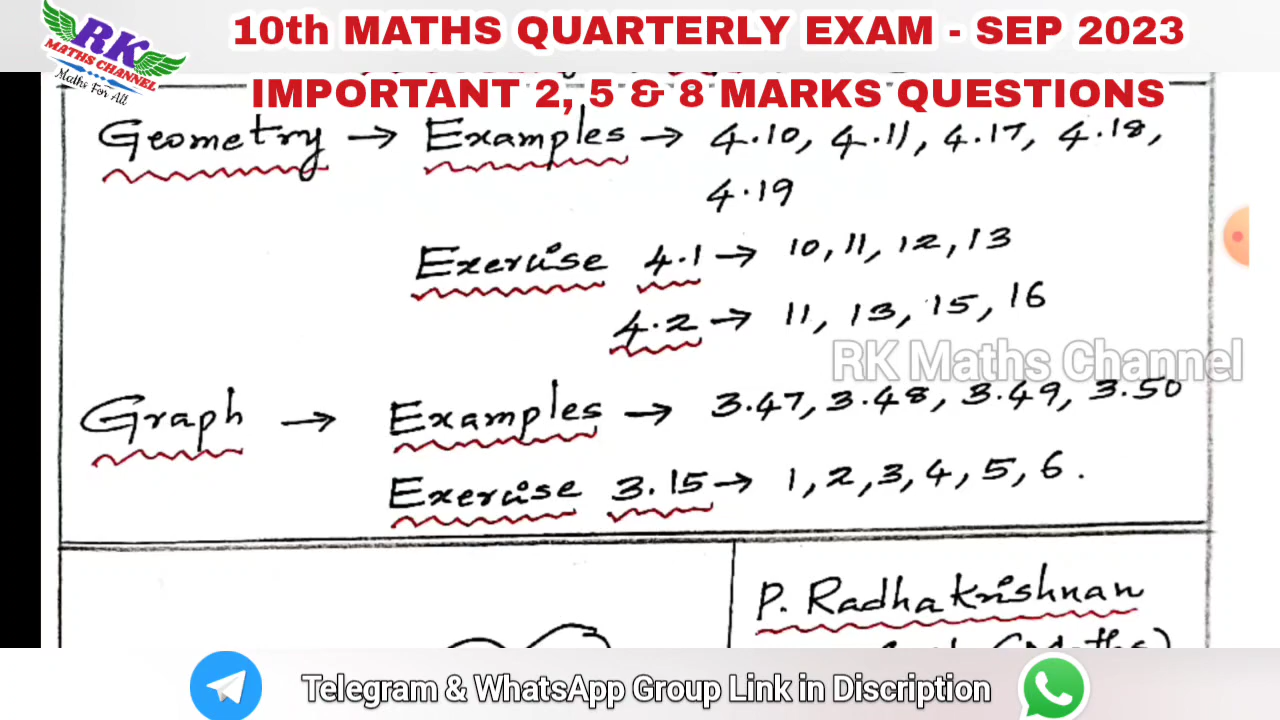 RK
MATHS CHANNEL
Maths For All
10th MATHS QUARTERLY EXAM - SEP 2023
IMPORTANT 2, 5 & 8 MARKS QUESTIONS
Geometry → Examples → 4.10, 4.11, 4.17, 4.18,
4.19
Exercise 4.1 → 10, 11, 12, 13
4.2 → 11, 13, 15, 16
RK Maths Channel
Graph → Examples → 3.47, 3.48, 3.49, 3.50
Exercise 3.15 → 1, 2, 3, 4, 5, 6.
P. Radhakrishnan
(Maths)
Telegram & WhatsApp Group Link in Discription